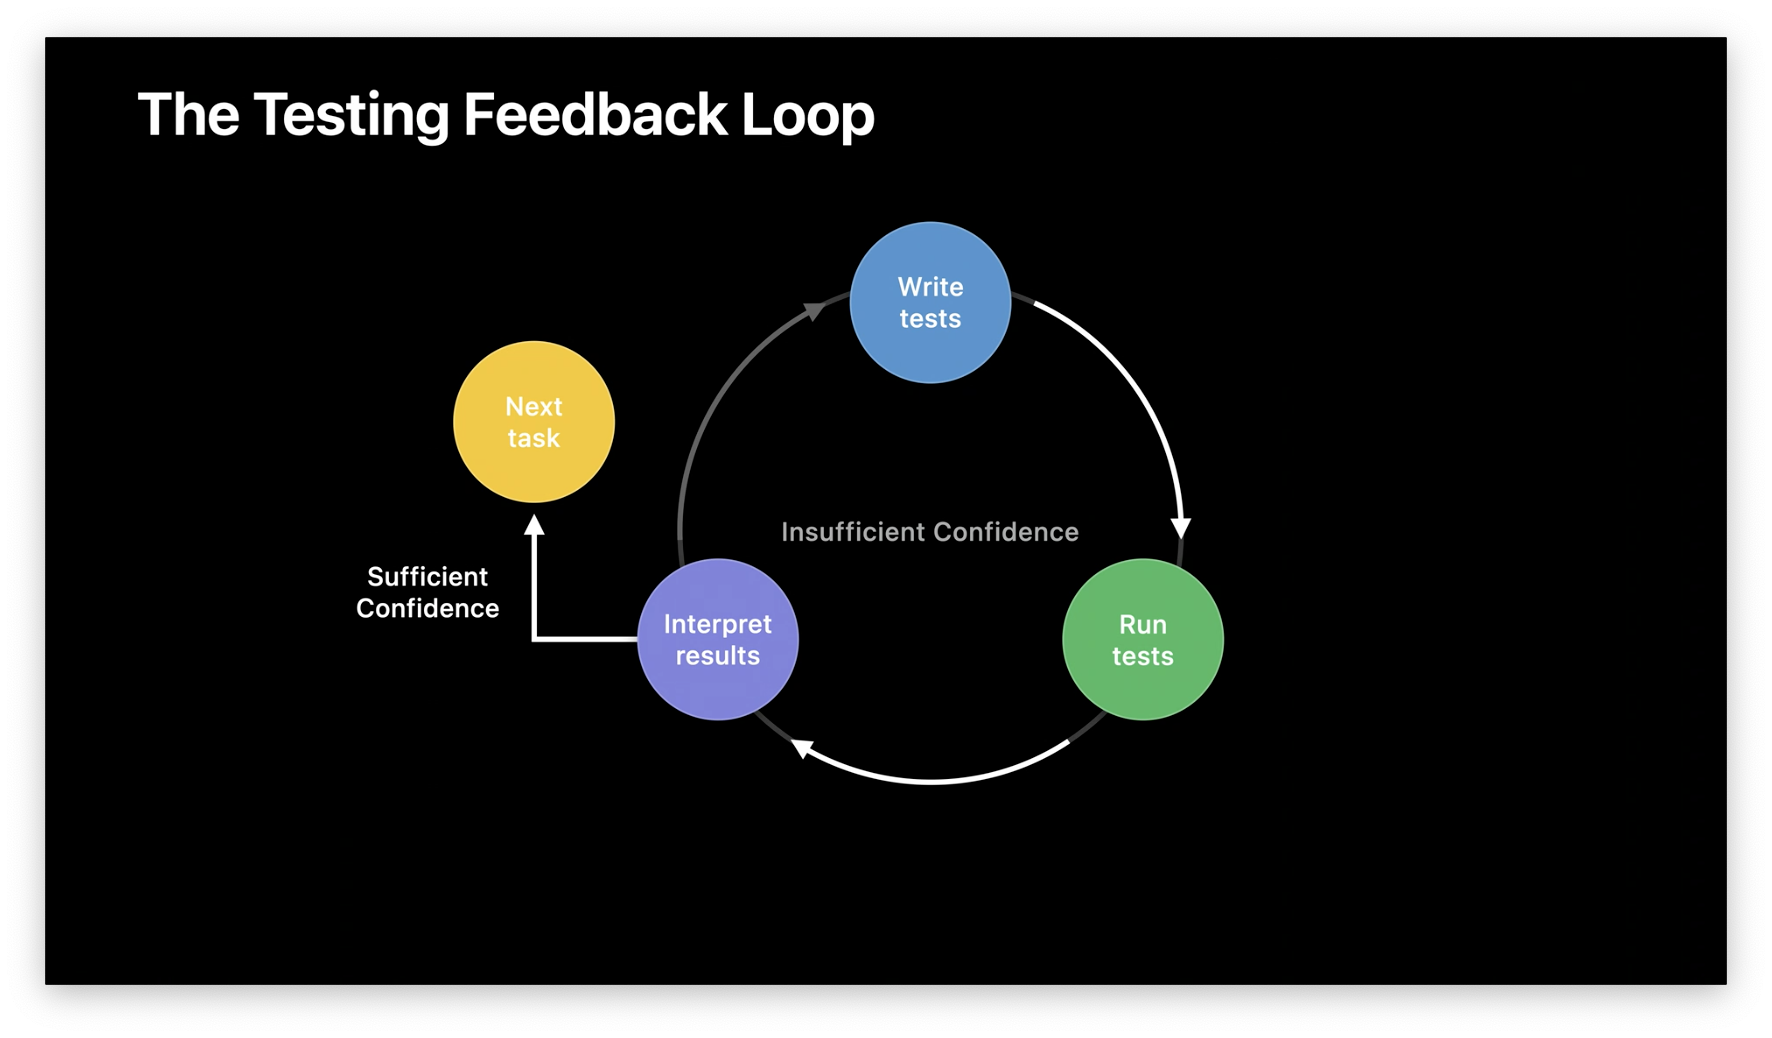 The Testing Feedback Loop
Write
tests
Next
task
Insufficient Confidence
Sufficient
Confidence
Interpret
results
Run
tests